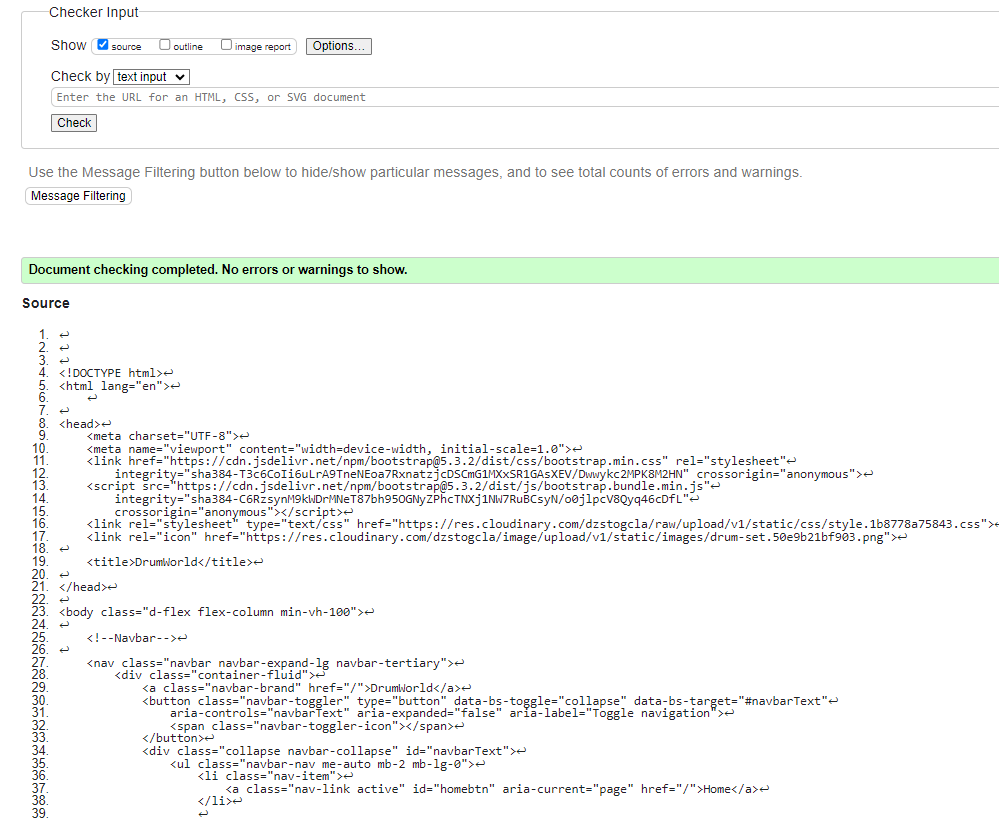 Checker Input
Show source outline image report Options...
Check by text input
Enter the URL for an HTML, CSS, or SVG document
Check
Use the Message Filtering button below to hide/show particular messages, and to see total counts of errors and warnings.
Message Filtering
Document checking completed. No errors or warnings to show.
Source
1. ↩
2. ↩
3. ↩
4. <!DOCTYPE html>↩
5. <html lang="en">↩
6. ↩
7. ↩
8. <head>↩
9. <meta charset="UTF-8">↩
10. <meta name="viewport" content="width=device-width, initial-scale=1.0">↩
11. <link href="https://cdn.jsdelivr.net/npm/bootstrap@5.3.2/dist/css/bootstrap.min.css" rel="stylesheet"↩
12. integrity="sha384-T3c6CoIi6uLrA9TneNEoa7RxnatzjcDSCmG1MXxSR1GAsXEV/Dwwykc2MPK8M2HN" crossorigin="anonymous">↩
13. <script src="https://cdn.jsdelivr.net/npm/bootstrap@5.3.2/dist/js/bootstrap.bundle.min.js"↩
14. integrity="sha384-C6RzsynM9kWDrMNeT87bh95OGNyZPhcTNXj1NW7RuBCsyN/o0jlpcV8Qyq46cDfL"↩
15. crossorigin="anonymous"></script>↩
16. <link rel="stylesheet" type="text/css" href="https://res.cloudinary.com/dzstogcla/raw/upload/v1/static/css/style.1b8778a75843.css">↩
17. <link rel="icon" href="https://res.cloudinary.com/dzstogcla/image/upload/v1/static/images/drum-set.50e9b21bf903.png">↩
18. ↩
19. <title>DrumWorld</title>↩
20. ↩
21. </head>↩
22. ↩
23. <body class="d-flex flex-column min-vh-100">↩
24. ↩
25. <!--Navbar-->↩
26. ↩
27. <nav class="navbar navbar-expand-lg navbar-tertiary">↩
28. <div class="container-fluid">↩
29. <a class="navbar-brand" href="/">DrumWorld</a>↩
30. <button class="navbar-toggler" type="button" data-bs-toggle="collapse" data-bs-target="#navbarText"↩
31. aria-controls="navbarText" aria-expanded="false" aria-label="Toggle navigation">↩
32. <span class="navbar-toggler-icon"></span>↩
33. </button>↩
34. <div class="collapse navbar-collapse" id="navbarText">↩
35. <ul class="navbar-nav me-auto mb-2 mb-lg-0">↩
36. <li class="nav-item">↩
37. <a class="nav-link active" id="homebtn" aria-current="page" href="/">Home</a>↩
38. </li>↩
39. ↩